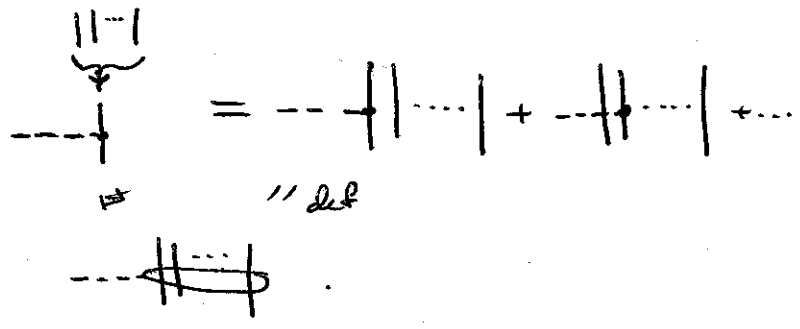 = + + ...
" def